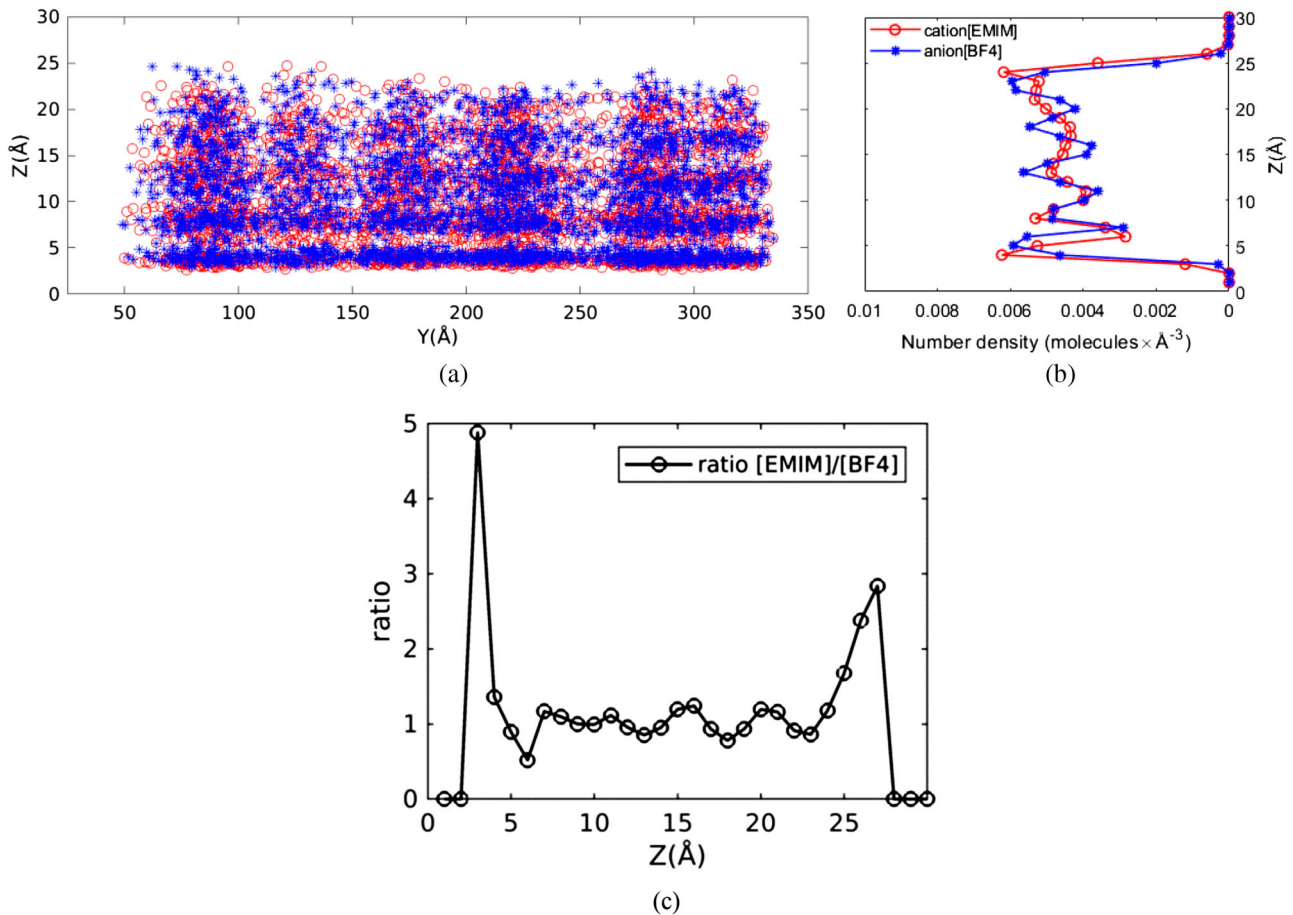 30
25
20
15
10
5
0
Z(Å)
50 100 150 200 250 300 350
Y(Å)
(a)
cation[EMIM]
anion[BF4]
30
25
20
15
10
5
0
Z(Å)
0.01 0.006 0.004 0.002 0
Number density (molecules×Å⁻³)
(b)
5
4
3
2
1
0
ratio
ratio [EMIM]/[BF4]
0 5 10 15 20 25
Z(Å)
(c)